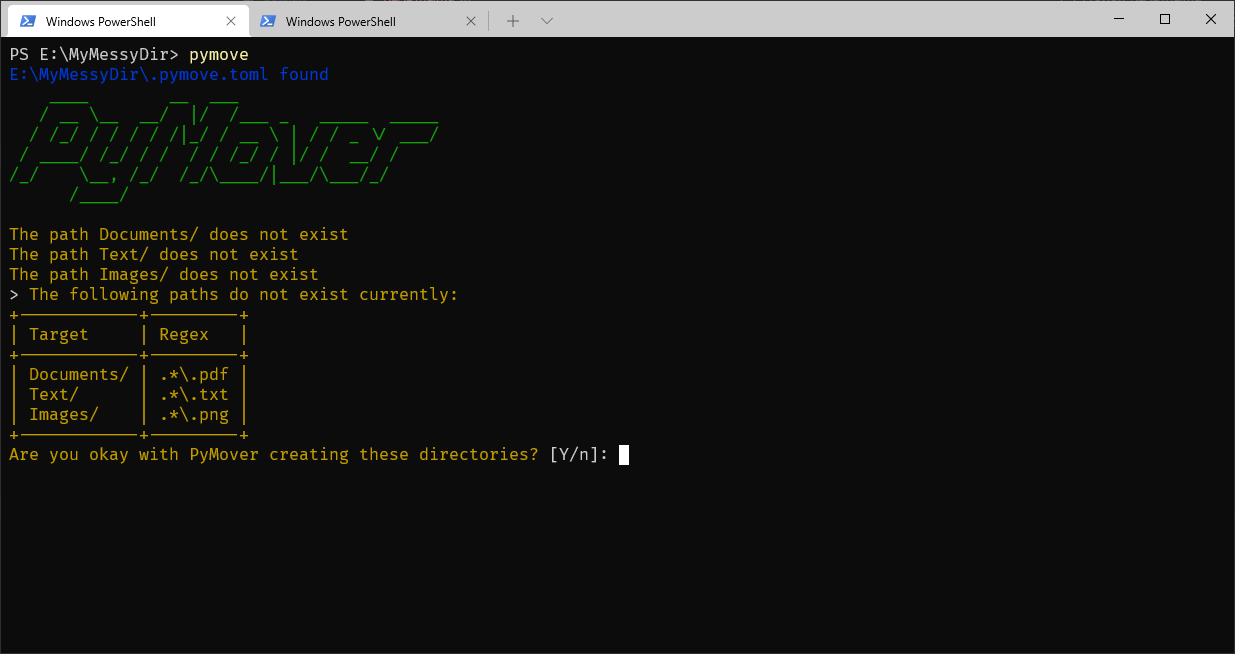 Windows PowerShell
Windows PowerShell
PS E:\MyMessyDir> pymove
E:\MyMessyDir\.pymove.toml found
PyMover
The path Documents/ does not exist
The path Text/ does not exist
The path Images/ does not exist
> The following paths do not exist currently:
| Target | Regex |
| Documents/ | .*\.pdf |
| Text/ | .*\.txt |
| Images/ | .*\.png |
Are you okay with PyMover creating these directories? [Y/n]: